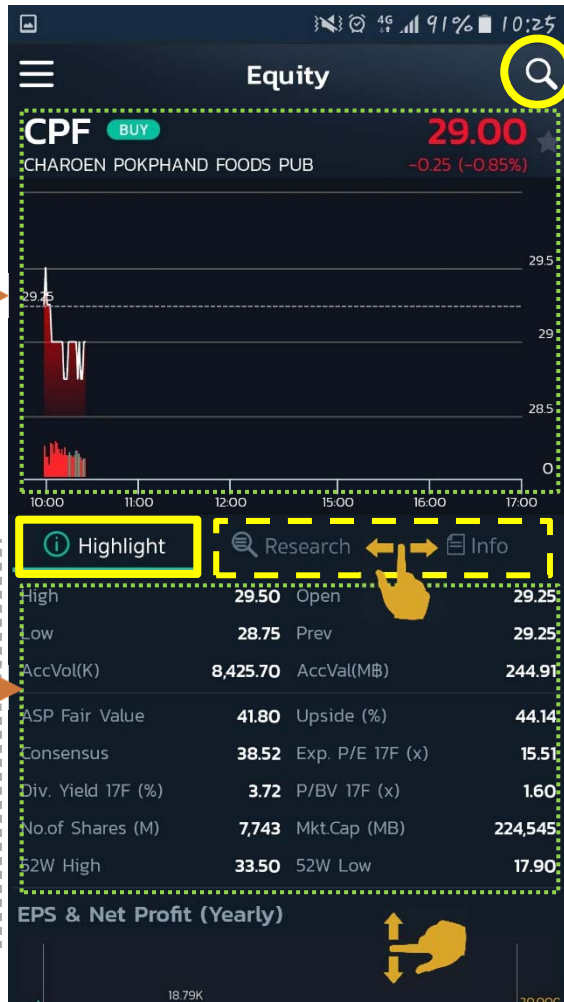 4G 91% 10:25
Equity
CPF BUY 29.00
CHAROEN POKPHAND FOODS PUB -0.25 (-0.85%)
29.5
29.25
29
28.5
0
10:00 11:00 12:00 15:00 16:00 17:00
Highlight Research Info
High 29.50 Open 29.25
Low 28.75 Prev 29.25
AccVol(K) 8,425.70 AccVal(M฿) 244.91
ASP Fair Value 41.80 Upside (%) 44.14
Consensus 38.52 Exp. P/E 17F (x) 15.51
Div. Yield 17F (%) 3.72 P/BV 17F (x) 1.60
No.of Shares (M) 7,743 Mkt.Cap (MB) 224,545
52W High 33.50 52W Low 17.90
EPS & Net Profit (Yearly)
18.79K
20,000